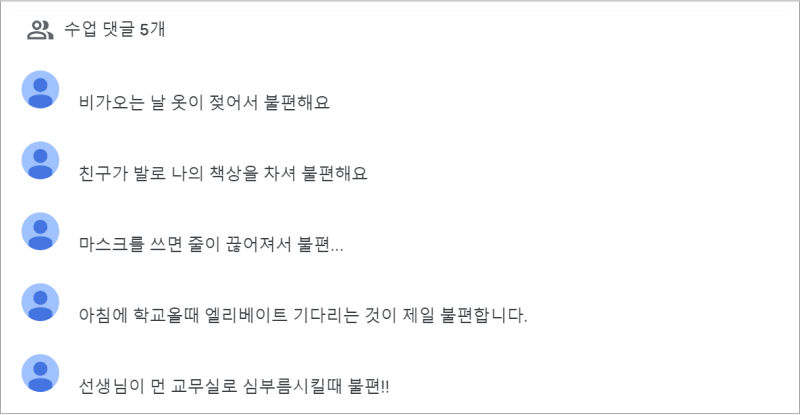 수업 댓글 5개
비가오는 날 옷이 젖어서 불편해요
친구가 발로 나의 책상을 차셔 불편해요
마스크를 쓰면 줄이 끊어져서 불편...
아침에 학교올때 엘리베이트 기다리는 것이 제일 불편합니다.
선생님이 먼 교무실로 심부름시킬때 불편!!